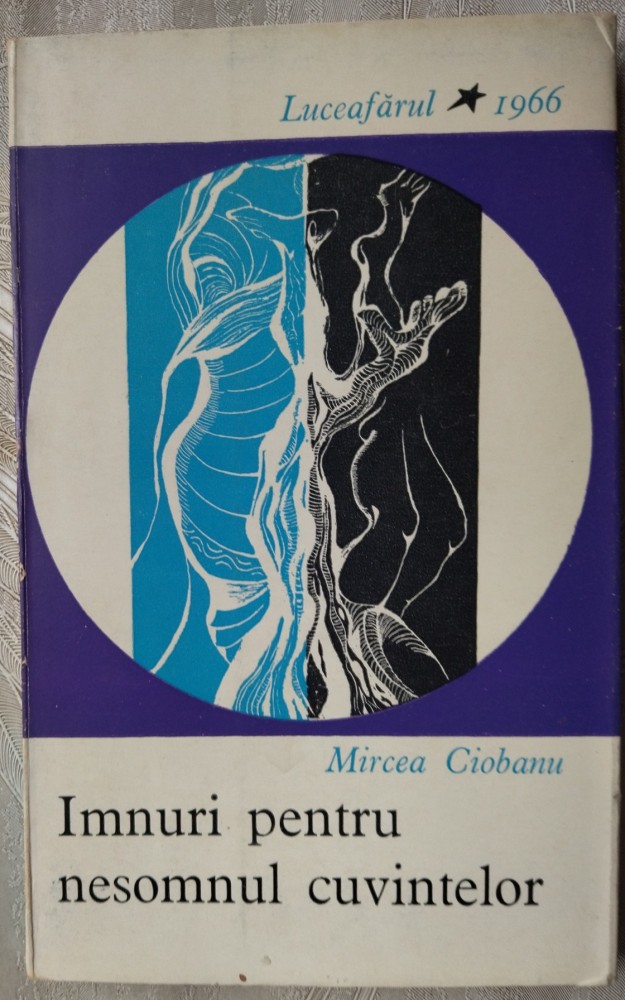 Luceafărul ★ 1966
Mircea Ciobanu
Imnuri pentru
nesomnul cuvintelor